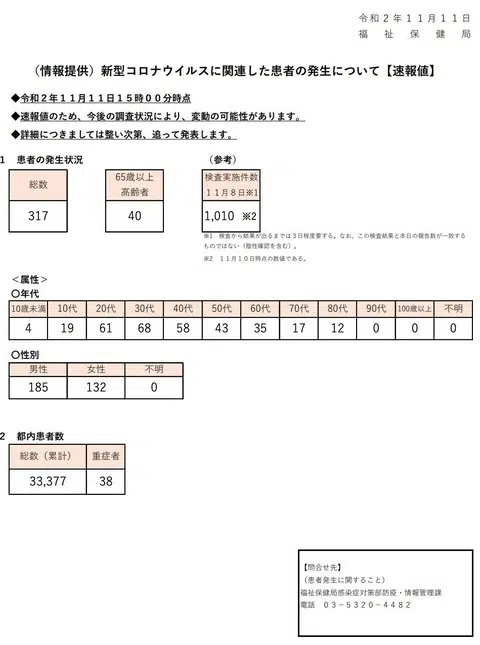 令和２年１１月１１日
福祉保健局
（情報提供）新型コロナウイルスに関連した患者の発生について【速報値】
◆令和２年１１月１１日１５時００分時点
◆速報値のため、今後の調査状況により、変動の可能性があります。
◆詳細につきましては整い次第、追って発表します。
1 患者の発生状況 （参考）
総数 65歳以上 検査実施件数
高齢者 １１月８日※1
317 40 1,010 ※2
※1 検査から結果が出るまでは３日程度要する。なお、この検査結果と本日の報告数が一致する
ものではない（陰性確認を含む）。
※2 １１月１０日時点の数値である。
＜属性＞
〇年代
10歳未満 10代 20代 30代 40代 50代 60代 70代 80代 90代 100歳以上 不明
4 19 61 68 58 43 35 17 12 0 0 0
〇性別
男性 女性 不明
185 132 0
2 都内患者数
総数（累計） 重症者
33,377 38
【問合せ先】
（患者発生に関すること）
福祉保健局感染症対策部防疫・情報管理課
電話 ０３－５３２０－４４８２